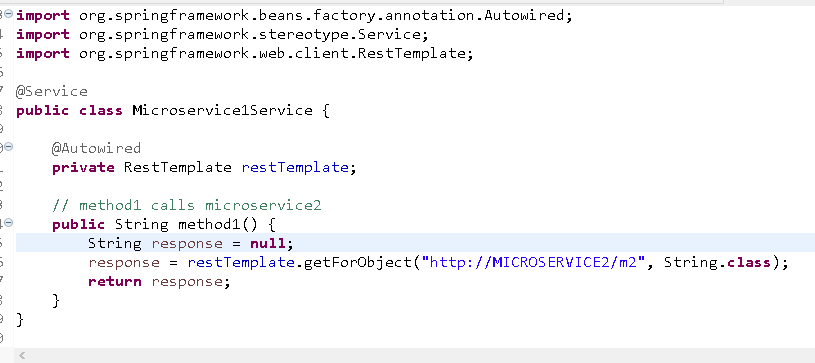 import org.springframework.beans.factory.annotation.Autowired;
import org.springframework.stereotype.Service;
import org.springframework.web.client.RestTemplate;
@Service
public class Microservice1Service {
@Autowired
private RestTemplate restTemplate;
// method1 calls microservice2
public String method1() {
String response = null;
response = restTemplate.getForObject("http://MICROSERVICE2/m2", String.class);
return response;
}
}